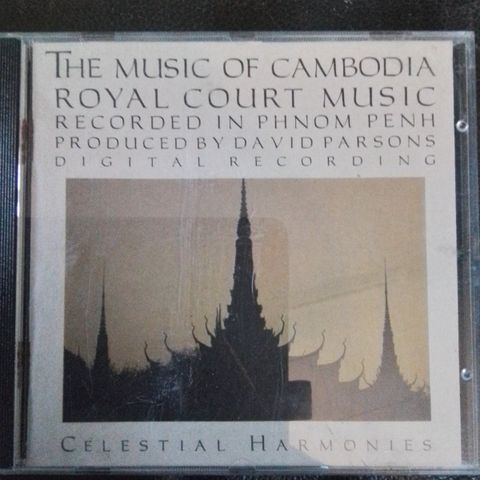 THE MUSIC OF CAMBODIA
ROYAL COURT MUSIC
RECORDED IN PHNOM PENH
PRODUCED BY DAVID PARSONS
DIGITAL RECORDING
CELESTIAL HARMONIES